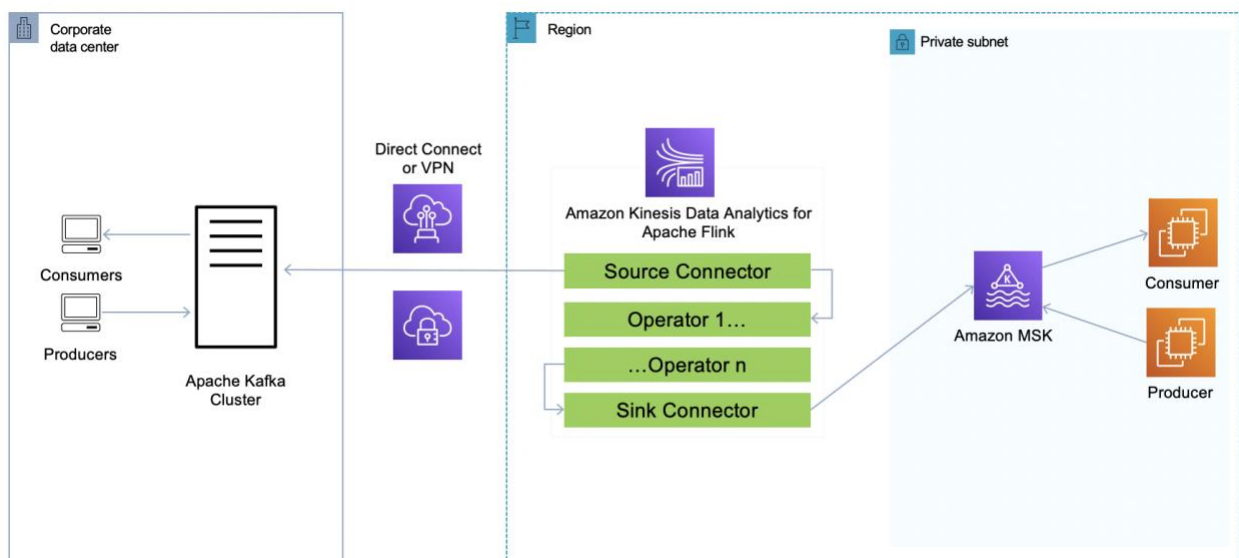 Corporate
data center
Region
Private subnet
Direct Connect
or VPN
Amazon Kinesis Data Analytics for
Apache Flink
Source Connector
Operator 1...
...Operator n
Sink Connector
Consumers
Producers
Apache Kafka
Cluster
K
Amazon MSK
Consumer
Producer